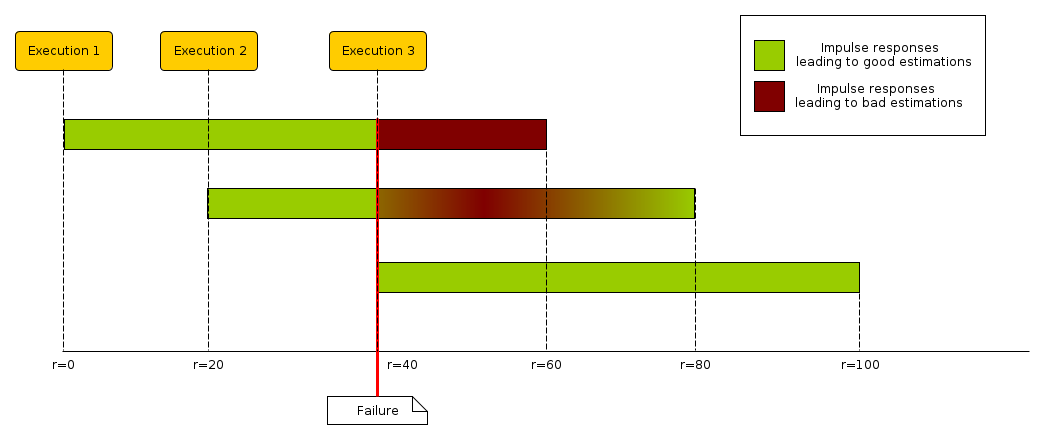 Execution 1
Execution 2
Execution 3
Impulse responses
leading to good estimations
Impulse responses
leading to bad estimations
r=0
r=20
r=40
r=60
r=80
r=100
Failure